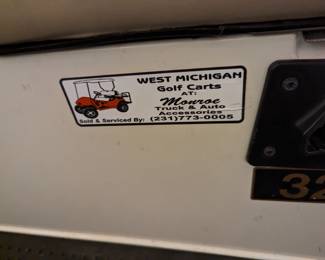 WEST MICHIGAN
Golf Carts
AT:
Monroe
Truck & Auto
Accessories
Sold & Serviced By: (231)773-0005
32